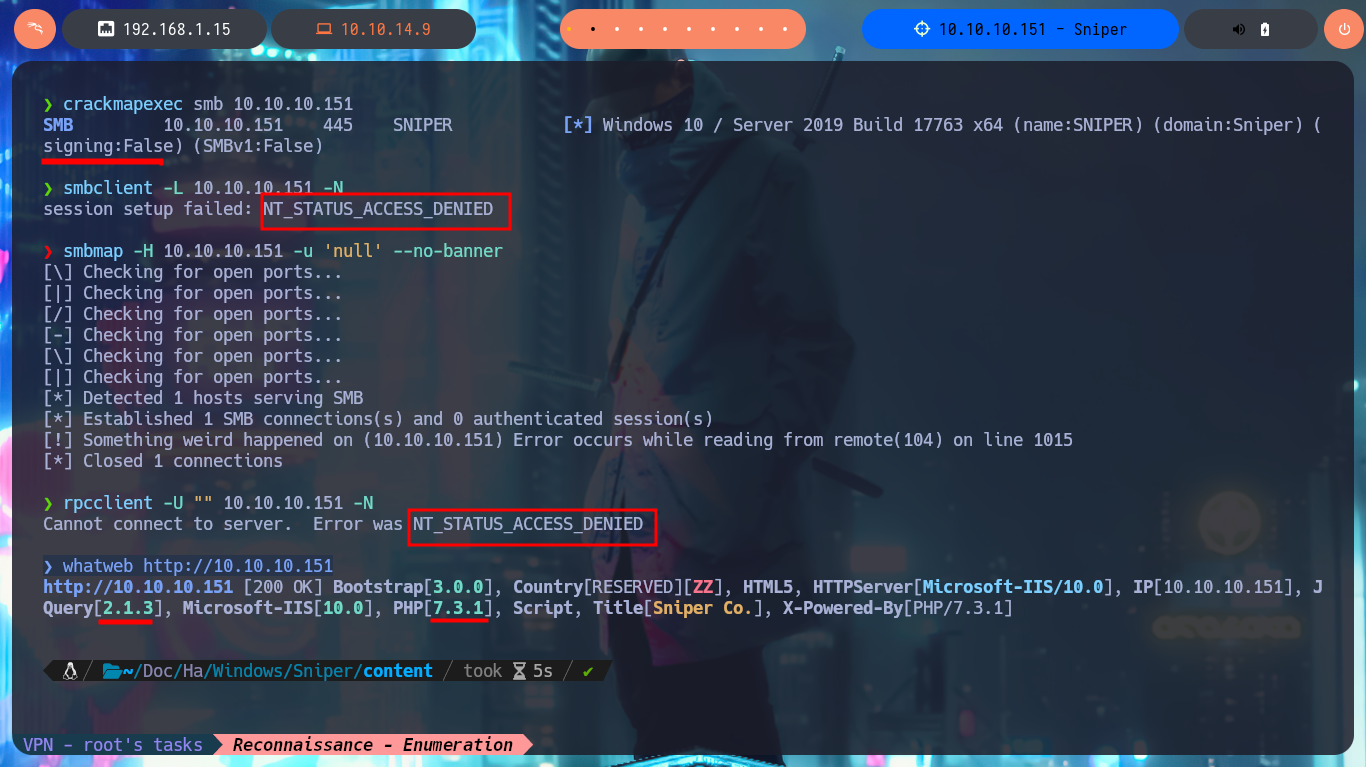 192.168.1.15 10.10.14.9 10.10.10.151 - Sniper
❯ crackmapexec smb 10.10.10.151
SMB 10.10.10.151 445 SNIPER [*] Windows 10 / Server 2019 Build 17763 x64 (name:SNIPER) (domain:Sniper) (
signing:False) (SMBv1:False)
❯ smbclient -L 10.10.10.151 -N
session setup failed: NT_STATUS_ACCESS_DENIED
❯ smbmap -H 10.10.10.151 -u 'null' --no-banner
[\] Checking for open ports...
[|] Checking for open ports...
[/] Checking for open ports...
[-] Checking for open ports...
[\] Checking for open ports...
[|] Checking for open ports...
[*] Detected 1 hosts serving SMB
[*] Established 1 SMB connections(s) and 0 authenticated session(s)
[!] Something weird happened on (10.10.10.151) Error occurs while reading from remote(104) on line 1015
[*] Closed 1 connections
❯ rpcclient -U "" 10.10.10.151 -N
Cannot connect to server.  Error was NT_STATUS_ACCESS_DENIED
❯ whatweb http://10.10.10.151
http://10.10.10.151 [200 OK] Bootstrap[3.0.0], Country[RESERVED][ZZ], HTML5, HTTPServer[Microsoft-IIS/10.0], IP[10.10.10.151], J
Query[2.1.3], Microsoft-IIS[10.0], PHP[7.3.1], Script, Title[Sniper Co.], X-Powered-By[PHP/7.3.1]
~/Doc/Ha/Windows/Sniper/content / took 5s / ✔
VPN - root's tasks Reconnaissance - Enumeration